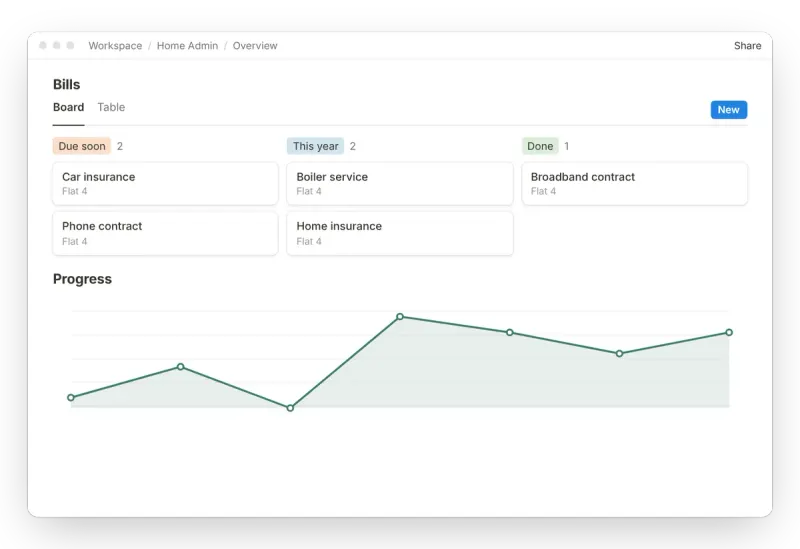 Workspace / Home Admin / Overview
Share
Bills
Board
Table
New
Due soon 2
This year 2
Done 1
Car insurance
Flat 4
Boiler service
Flat 4
Broadband contract
Flat 4
Phone contract
Flat 4
Home insurance
Flat 4
Progress